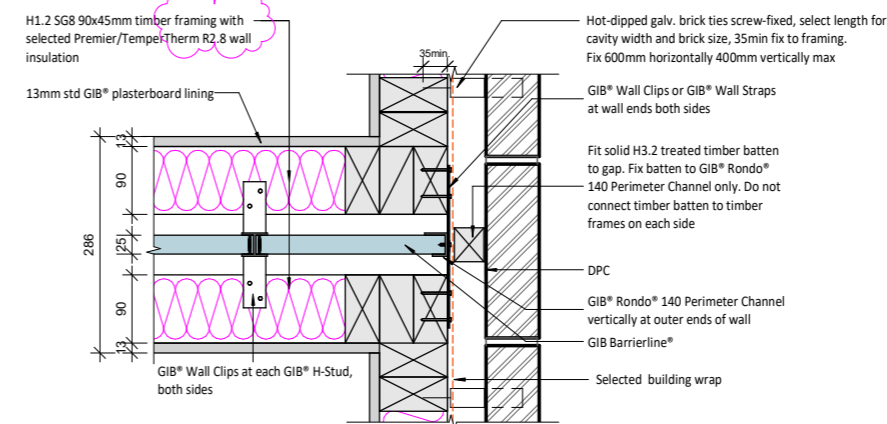 H1.2 SG8 90x45mm timber framing with
selected Premier/TemperTherm R2.8 wall
insulation
13mm std GIB® plasterboard lining
35min.
Hot-dipped galv. brick ties screw-fixed, select length for
cavity width and brick size, 35min fix to framing.
Fix 600mm horizontally 400mm vertically max
GIB® Wall Clips or GIB® Wall Straps
at wall ends both sides
Fit solid H3.2 treated timber batten
to gap. Fix batten to GIB® Rondo®
140 Perimeter Channel only. Do not
connect timber batten to timber
frames on each side
DPC
GIB® Rondo® 140 Perimeter Channel
vertically at outer ends of wall
GIB Barrierline®
Selected building wrap
13
90
286
25
90
13
GIB® Wall Clips at each GIB® H-Stud,
both sides